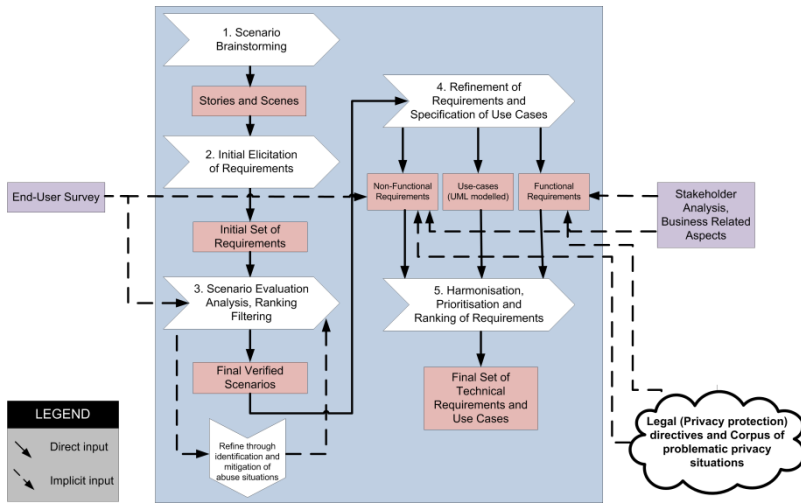 1. Scenario
Brainstorming
Stories and Scenes
2. Initial Elicitation
of Requirements
End-User Survey
Initial Set of
Requirements
3. Scenario Evaluation
Analysis, Ranking
Filtering
Final Verified
Scenarios
Refine through
identification and
mitigation of
abuse situations
4. Refinement of
Requirements and
Specification of Use Cases
Non-Functional
Requirements
Use-cases
(UML modelled)
Functional
Requirements
Stakeholder
Analysis,
Business Related
Aspects
5. Harmonisation,
Prioritisation and
Ranking of Requirements
Final Set of
Technical
Requirements and
Use Cases
Legal (Privacy protection)
directives and Corpus of
problematic privacy
situations
LEGEND
Direct input
Implicit input